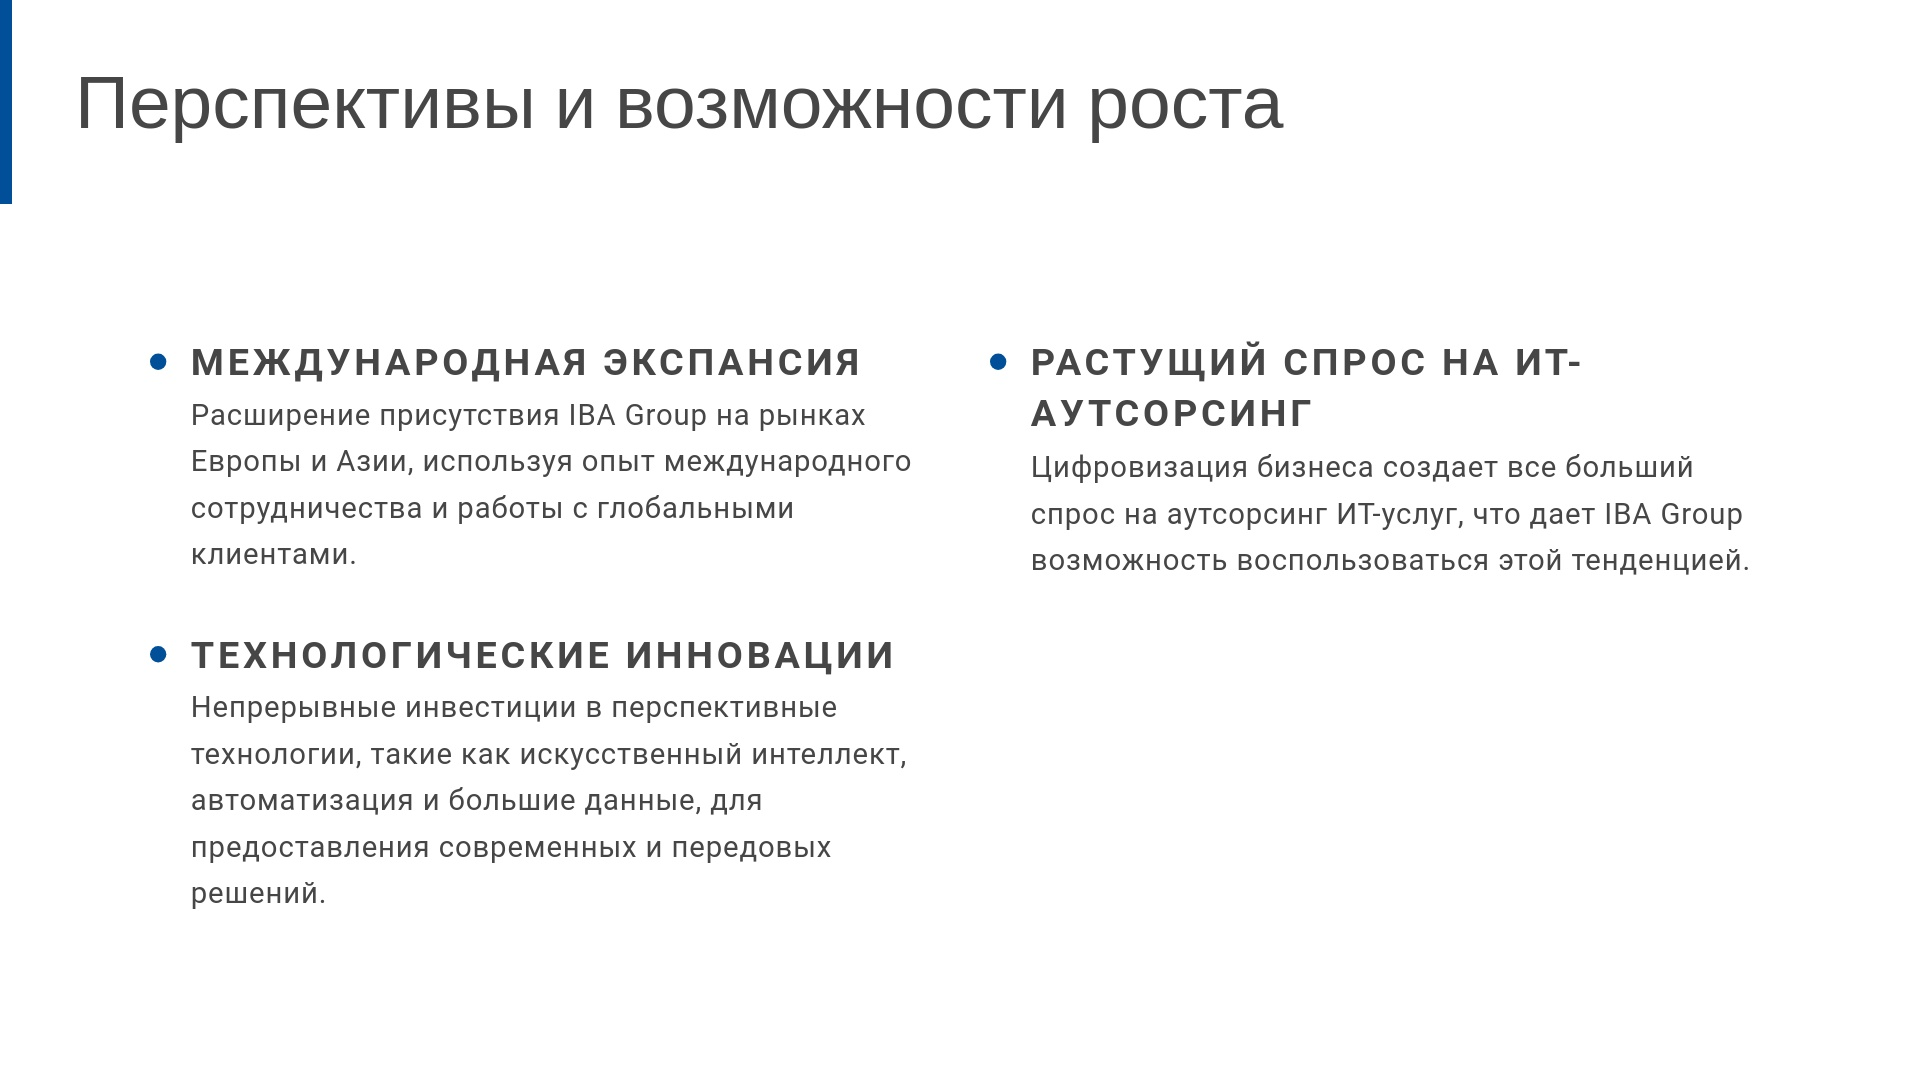 Перспективы и возможности роста
МЕЖДУНАРОДНАЯ ЭКСПАНСИЯ
Расширение присутствия IBA Group на рынках
Европы и Азии, используя опыт международного
сотрудничества и работы с глобальными
клиентами.
ТЕХНОЛОГИЧЕСКИЕ ИННОВАЦИИ
Непрерывные инвестиции в перспективные
технологии, такие как искусственный интеллект,
автоматизация и большие данные, для
предоставления современных и передовых
решений.
РАСТУЩИЙ СПРОС НА ИТ-
АУТСОРСИНГ
Цифровизация бизнеса создает все больший
спрос на аутсорсинг ИТ-услуг, что дает IBA Group
возможность воспользоваться этой тенденцией.